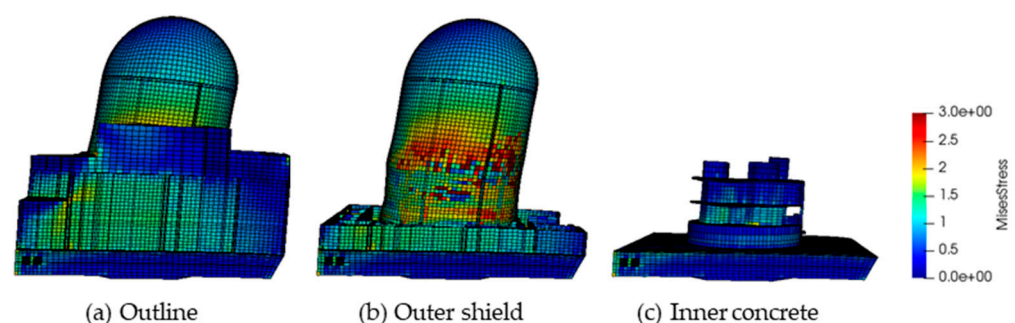 3.0e+00
2.5
2
1.5
1
0.5
0.0e+00
MisesStress
(a) Outline
(b) Outer shield
(c) Inner concrete